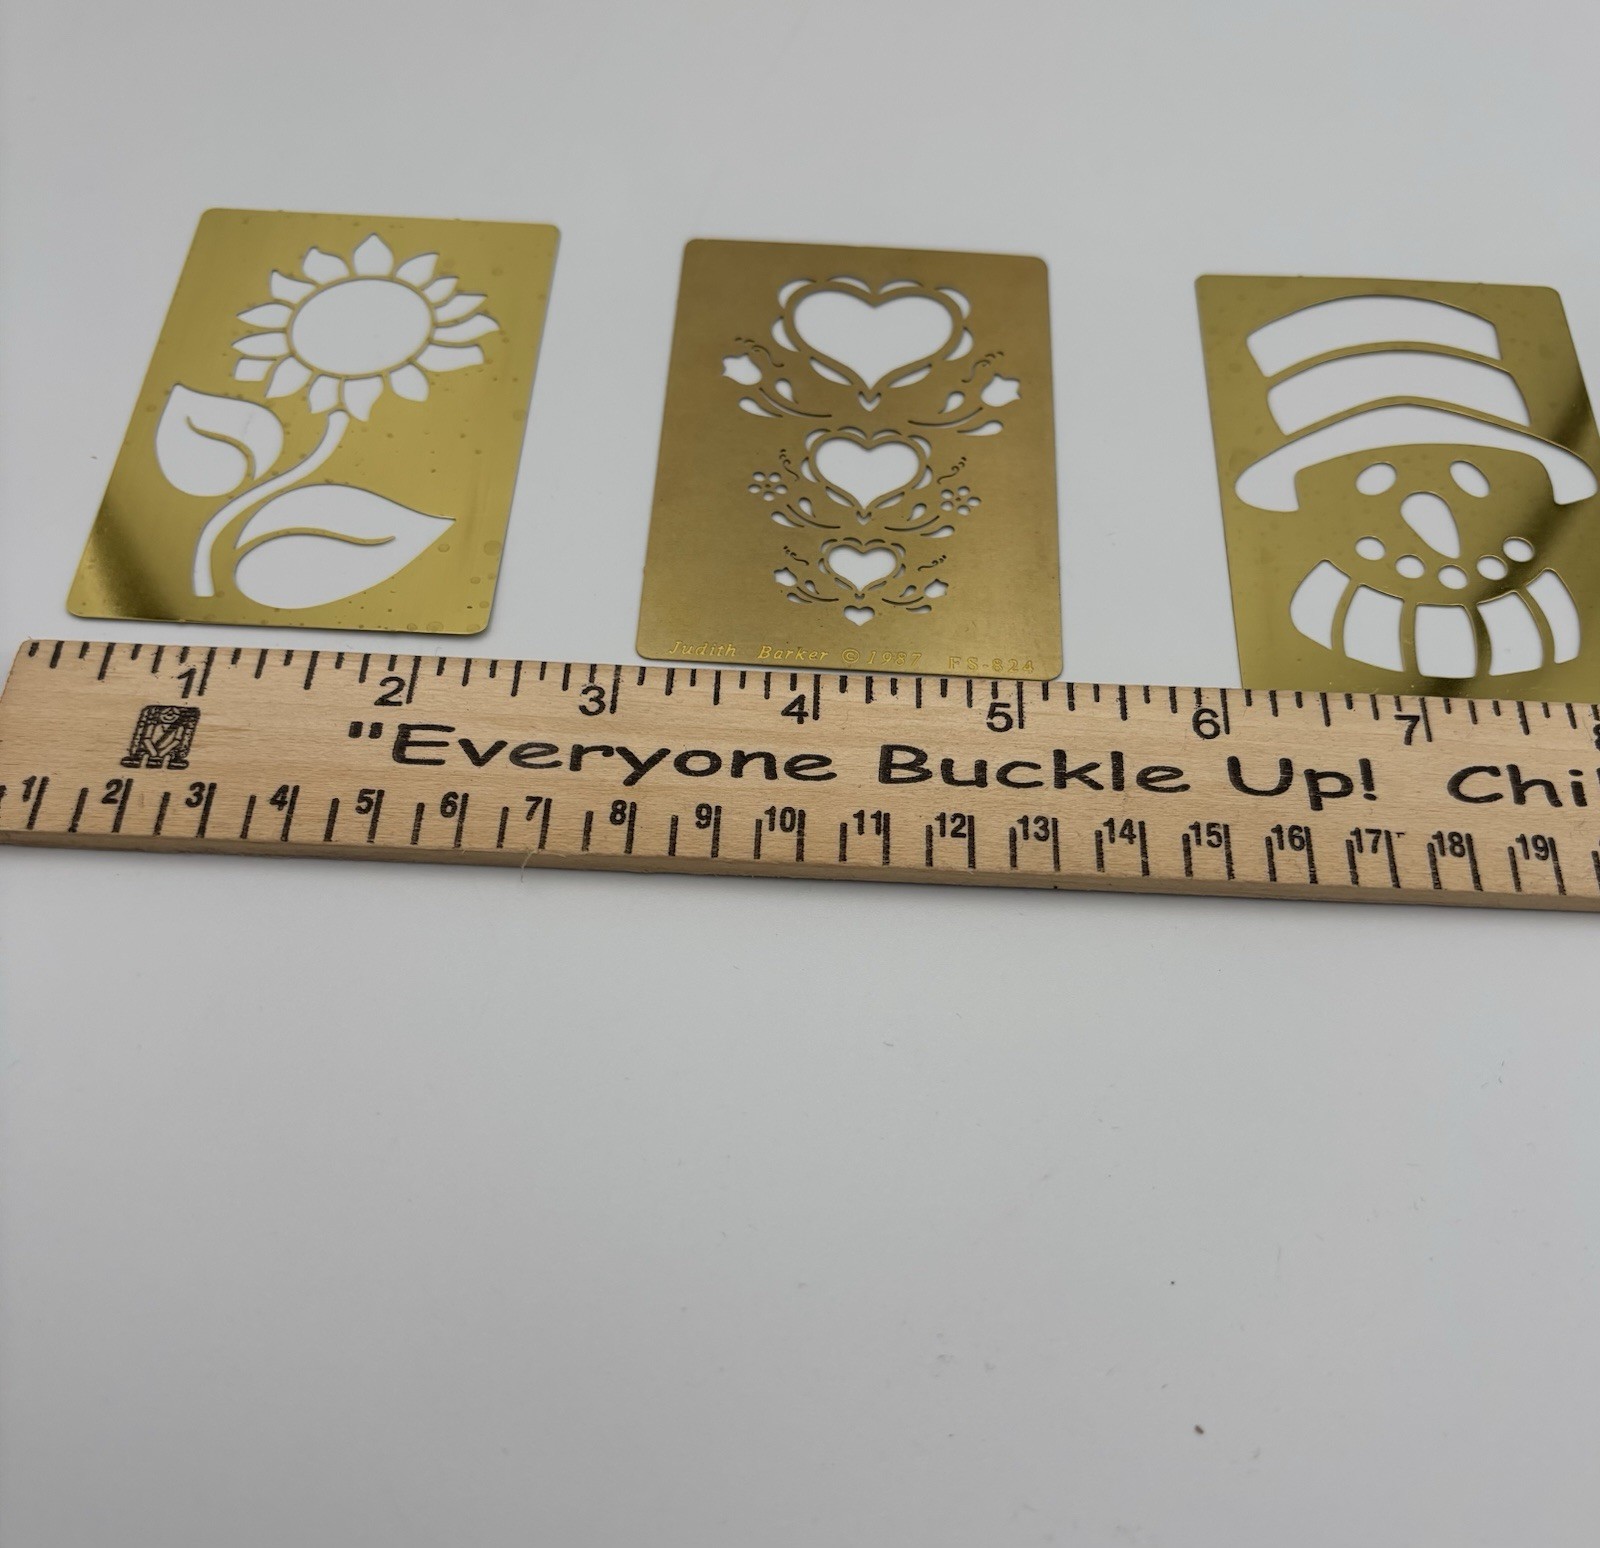 Judith Barker © 1987 FS-824
1 2 3 4 5 6 7
"Everyone Buckle Up! Chi
1 2 3 4 5 6 7 8 9 10 11 12 13 14 15 16 17 18 19